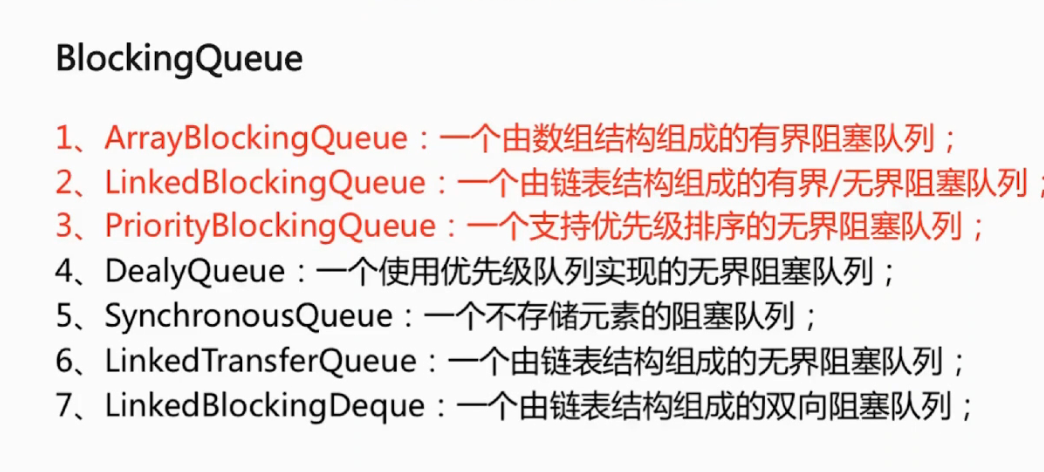 BlockingQueue
1、ArrayBlockingQueue：一个由数组结构组成的有界阻塞队列；
2、LinkedBlockingQueue：一个由链表结构组成的有界/无界阻塞队列；
3、PriorityBlockingQueue：一个支持优先级排序的无界阻塞队列；
4、DealyQueue：一个使用优先级队列实现的无界阻塞队列；
5、SynchronousQueue：一个不存储元素的阻塞队列；
6、LinkedTransferQueue：一个由链表结构组成的无界阻塞队列；
7、LinkedBlockingDeque：一个由链表结构组成的双向阻塞队列；